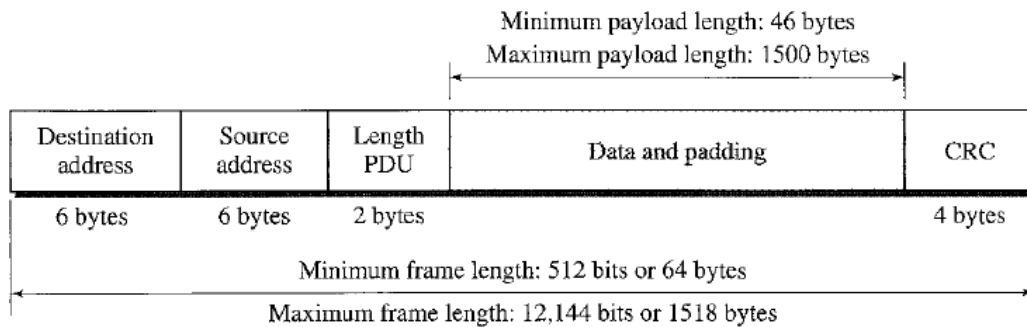 Minimum payload length: 46 bytes
Maximum payload length: 1500 bytes
Destination address
Source address
Length PDU
Data and padding
CRC
6 bytes
6 bytes
2 bytes
4 bytes
Minimum frame length: 512 bits or 64 bytes
Maximum frame length: 12,144 bits or 1518 bytes